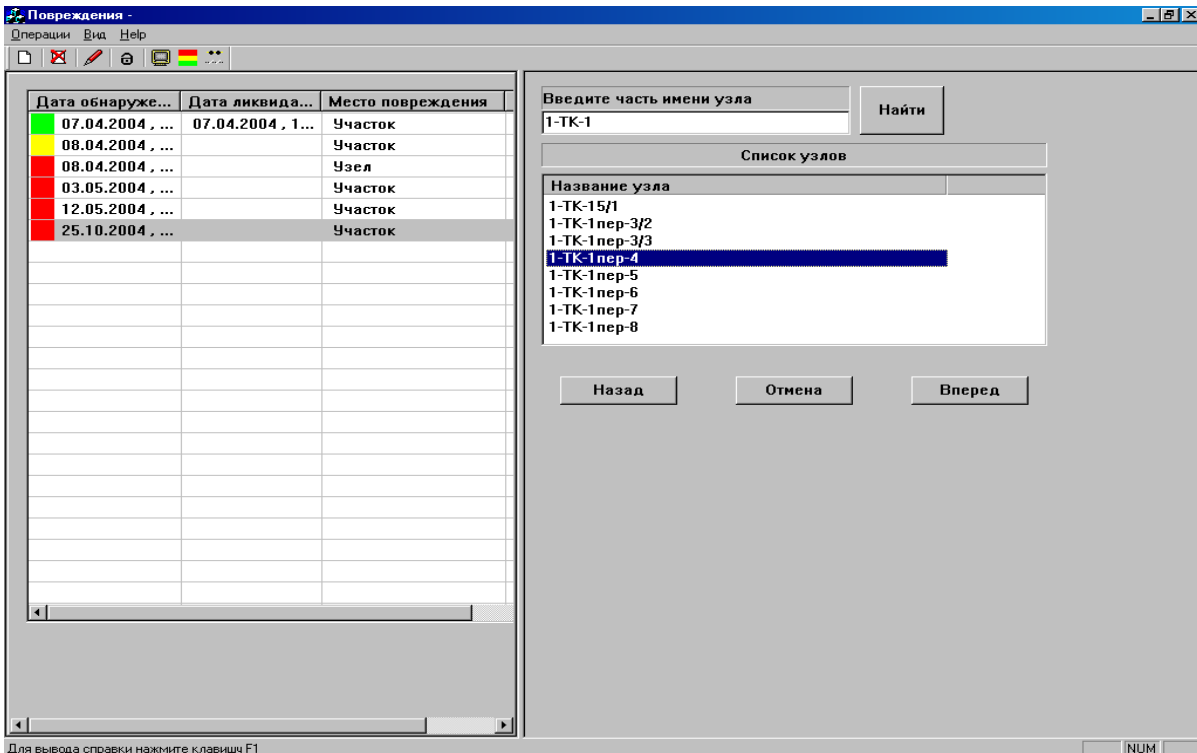 Повреждения -
Операции Вид Help
Дата обнаруже... Дата ликвида... Место повреждения
07.04.2004 , ... 07.04.2004 , 1... Участок
08.04.2004 , ... Участок
08.04.2004 , ... Узел
03.05.2004 , ... Участок
12.05.2004 , ... Участок
25.10.2004 , ... Участок
Введите часть имени узла
1-ТК-1
Найти
Список узлов
Название узла
1-ТК-15/1
1-ТК-1пер-3/2
1-ТК-1пер-3/3
1-ТК-1пер-4
1-ТК-1пер-5
1-ТК-1пер-6
1-ТК-1пер-7
1-ТК-1пер-8
Назад Отмена Вперед
Для вывода справки нажмите клавишу F1
NUM